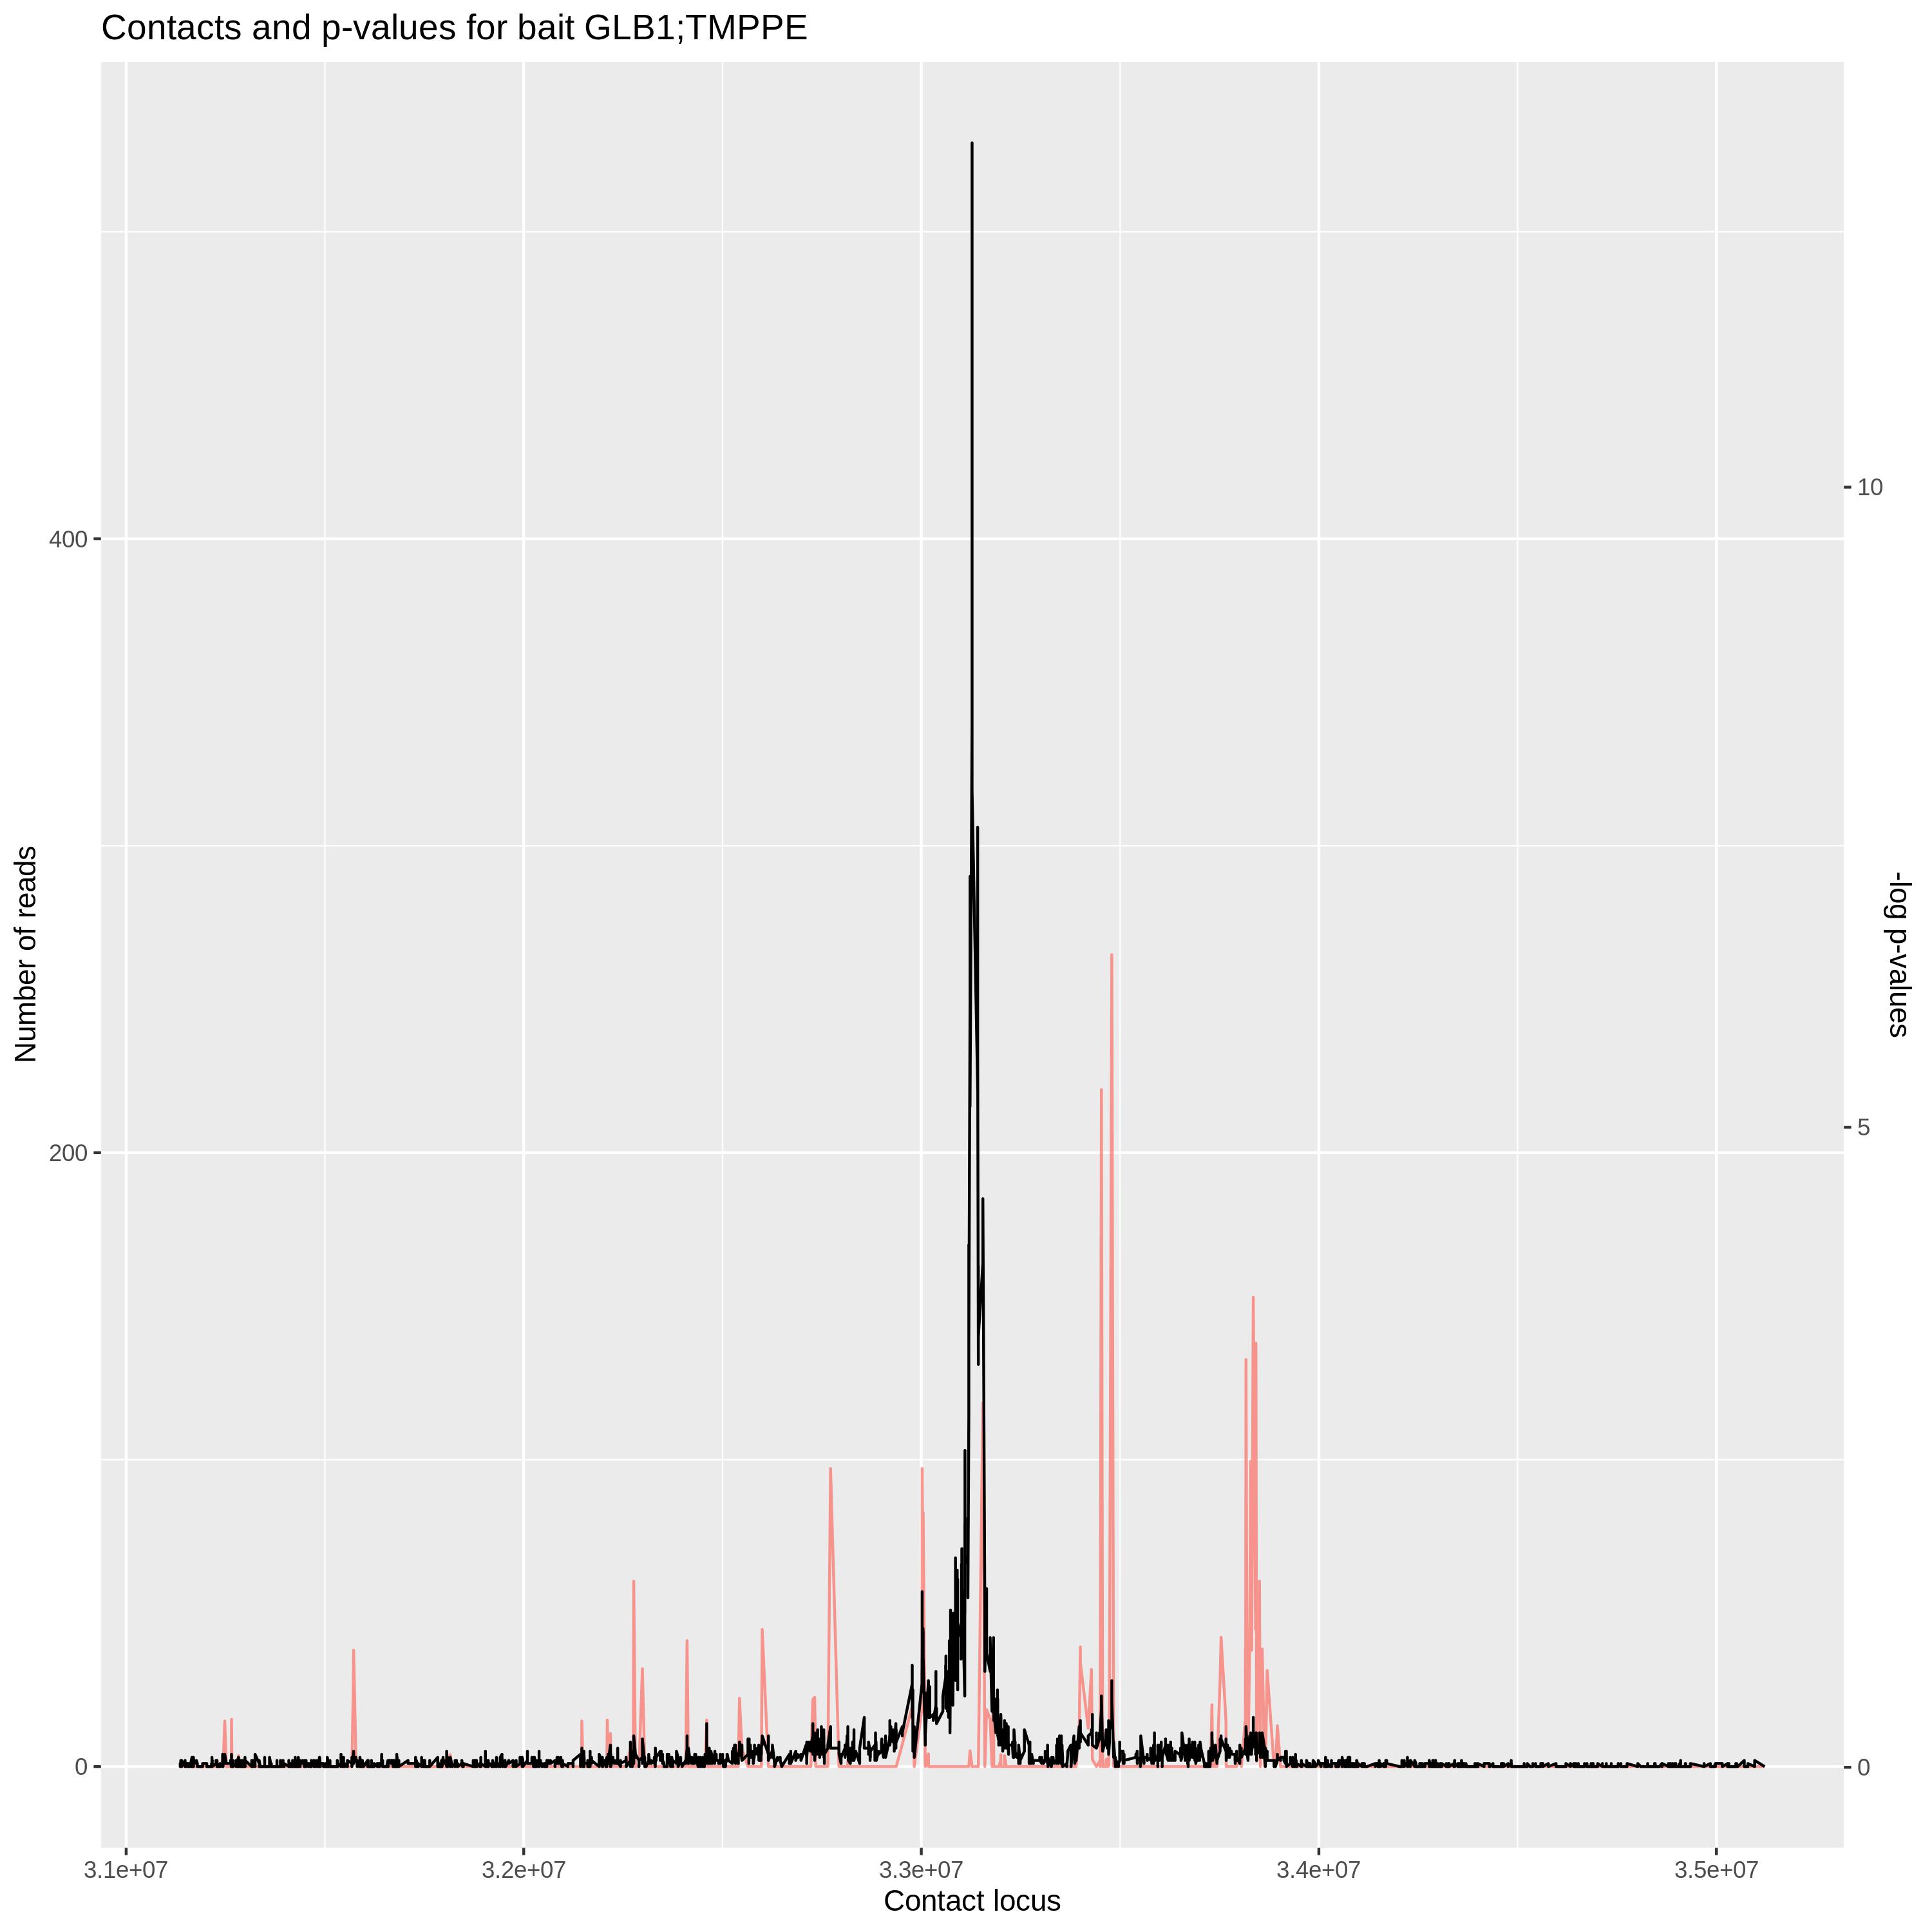 Contacts and p-values for bait GLB1;TMPPE
Number of reads
400
200
0
10
5
0
-log p-values
3.1e+07 3.2e+07 3.3e+07 3.4e+07 3.5e+07
Contact locus